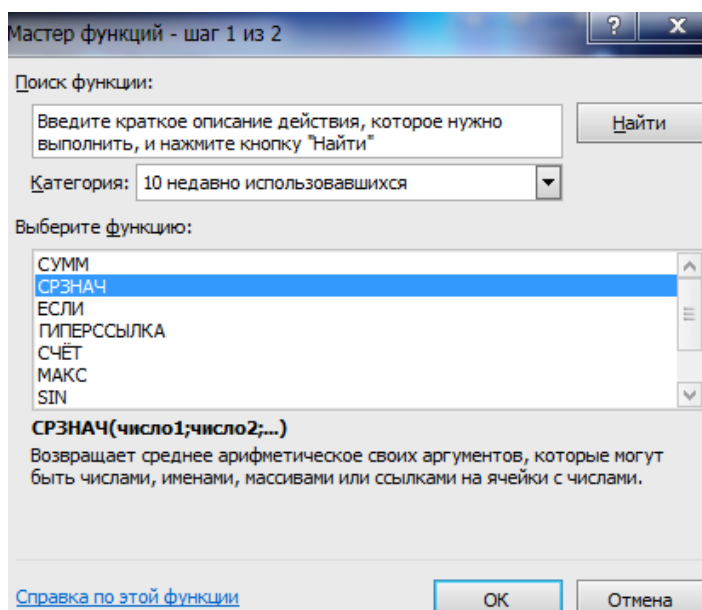 Мастер функций - шаг 1 из 2
? X
Поиск функции:
Введите краткое описание действия, которое нужно
выполнить, и нажмите кнопку "Найти"
Найти
Категория: 10 недавно использовавшихся
Выберите функцию:
СУММ
СРЗНАЧ
ЕСЛИ
ГИПЕРССЫЛКА
СЧЁТ
МАКС
SIN
СРЗНАЧ(число1;число2;...)
Возвращает среднее арифметическое своих аргументов, которые могут
быть числами, именами, массивами или ссылками на ячейки с числами.
Справка по этой функции
ОК
Отмена